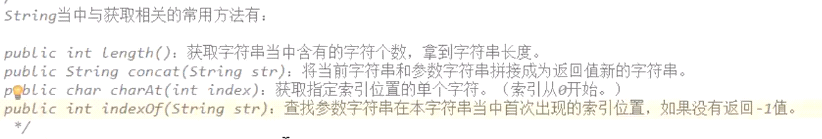 String当中与获取相关的常用方法有：
public int length()：获取字符串当中含有的字符个数，拿到字符串长度。
public String concat(String str)：将当前字符串和参数字符串拼接成为返回值新的字符串。
public char charAt(int index)：获取指定索引位置的单个字符。（索引从0开始。）
public int indexOf(String str)：查找参数字符串在本字符串当中首次出现的索引位置，如果没有返回-1值。
*/